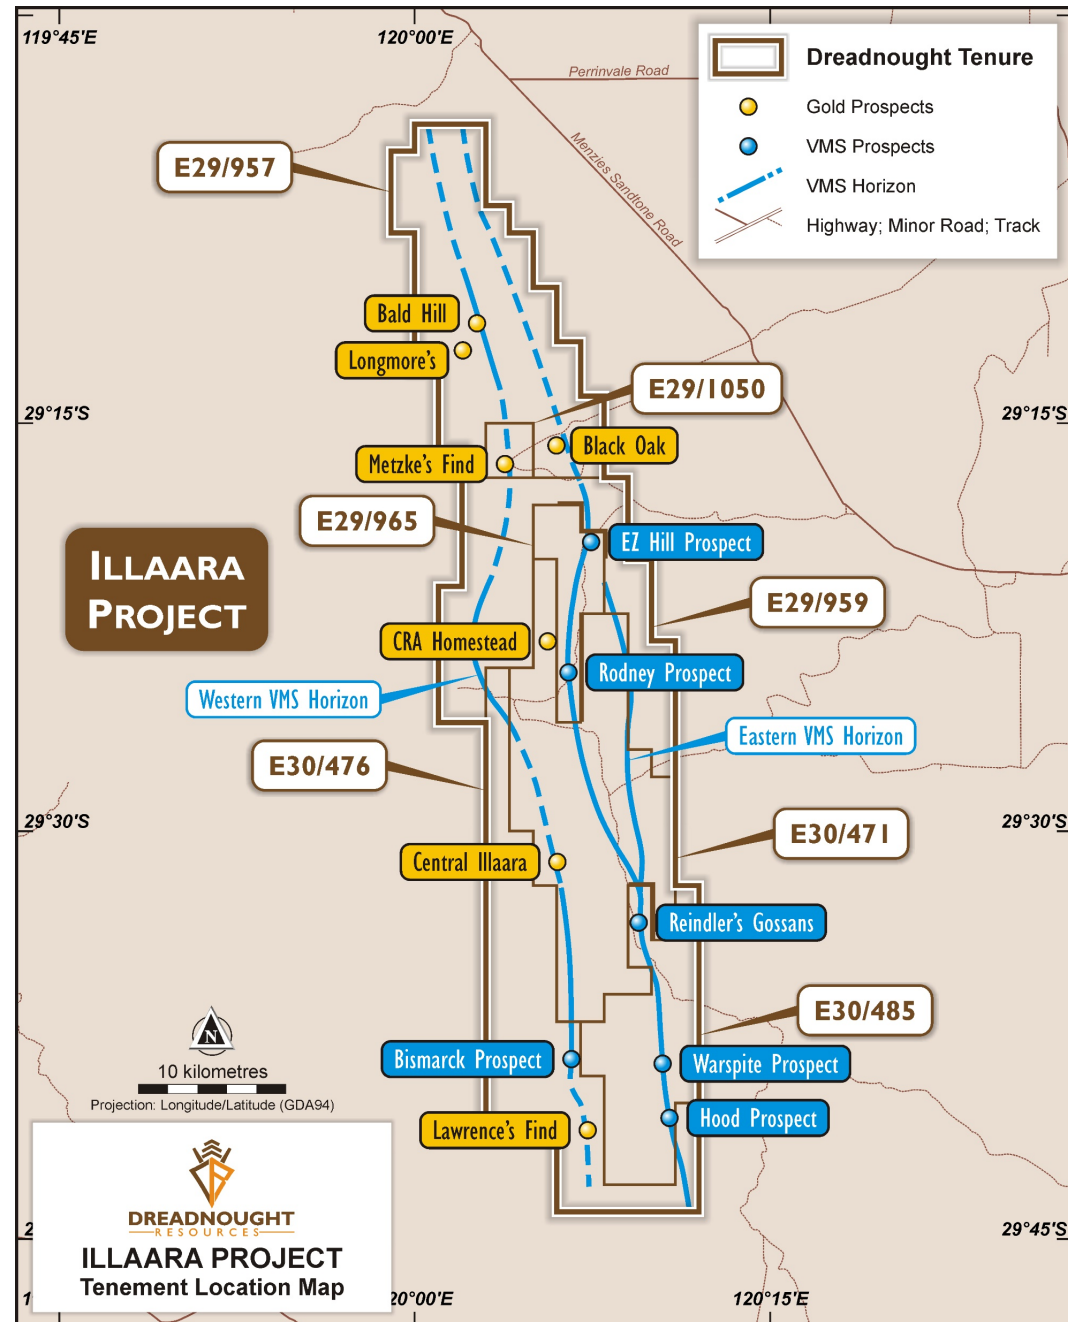 119°45'E
120°00'E
Dreadnought Tenure
Gold Prospects
VMS Prospects
VMS Horizon
Highway; Minor Road; Track
Perrinvale Road
Menzies Sandtone Road
E29/957
Bald Hill
Longmore's
E29/1050
29°15'S
29°15'S
Black Oak
Metzke's Find
E29/965
EZ Hill Prospect
ILLAARA
PROJECT
E29/959
CRA Homestead
Rodney Prospect
Western VMS Horizon
Eastern VMS Horizon
E30/476
29°30'S
29°30'S
E30/471
Central Illaara
Reindler's Gossans
E30/485
N
Bismarck Prospect
Warspite Prospect
10 kilometres
Projection: Longitude/Latitude (GDA94)
Hood Prospect
Lawrence's Find
DREADNOUGHT
RESOURCES
29°45'S
ILLAARA PROJECT
Tenement Location Map
20°00'E
120°15'E